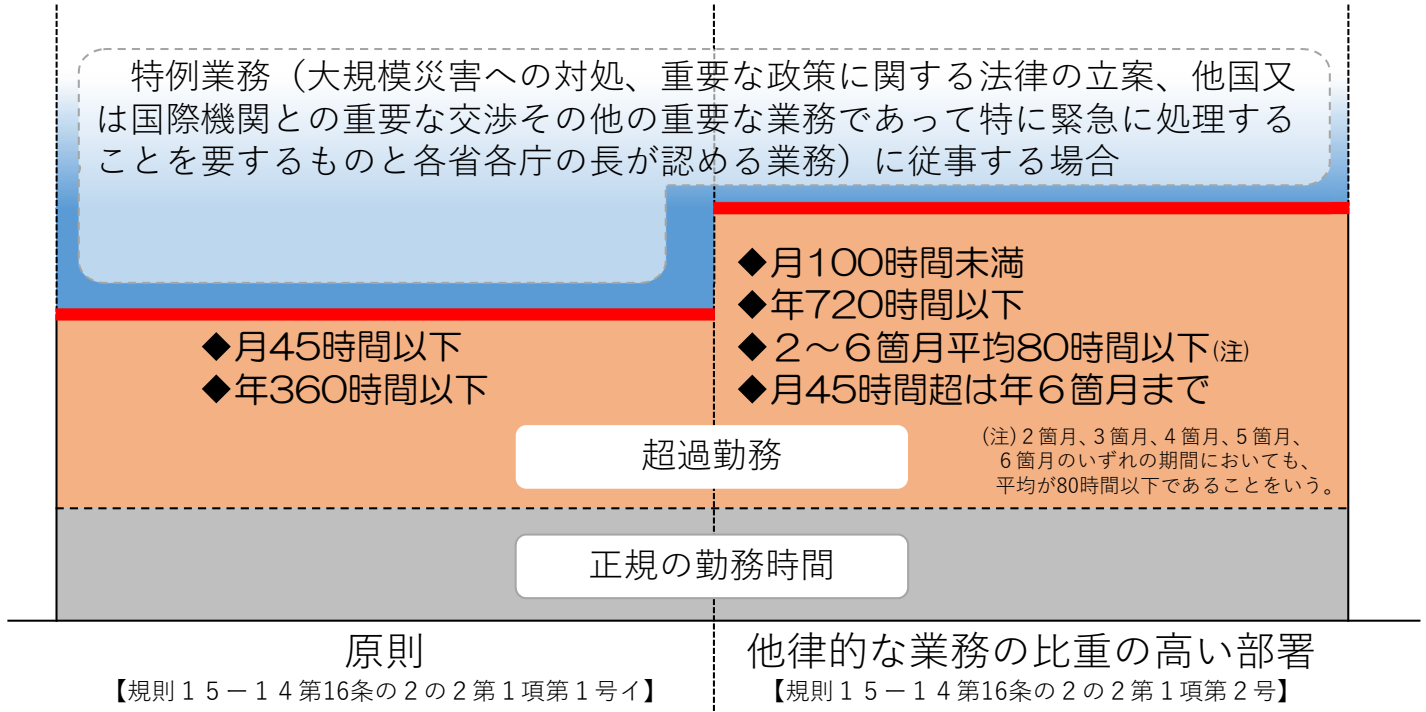 特例業務（大規模災害への対処、重要な政策に関する法律の立案、他国又
は国際機関との重要な交渉その他の重要な業務であって特に緊急に処理する
ことを要するものと各省各庁の長が認める業務）に従事する場合
◆月45時間以下
◆年360時間以下
◆月100時間未満
◆年720時間以下
◆２～６箇月平均80時間以下(注)
◆月45時間超は年６箇月まで
(注)２箇月、３箇月、４箇月、５箇月、
６箇月のいずれの期間においても、
平均が80時間以下であることをいう。
超過勤務
正規の勤務時間
原則
【規則１５－１４第16条の２の２第１項第１号イ】
他律的な業務の比重の高い部署
【規則１５－１４第16条の２の２第１項第２号】